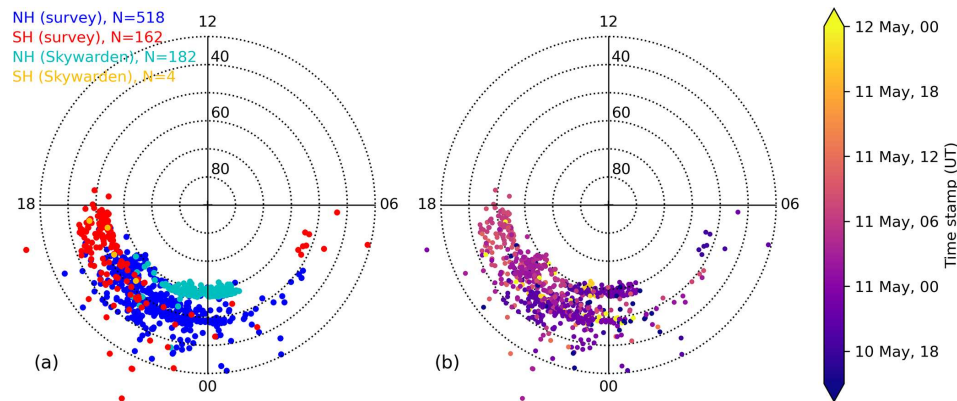 NH (survey), N=518
SH (survey), N=162
NH (Skywarden), N=182
SH (Skywarden), N=4
12
40
60
80
18
06
00
(a)
12
40
60
80
18
06
00
(b)
12 May, 00
11 May, 18
11 May, 12
11 May, 06
11 May, 00
10 May, 18
Time stamp (UT)